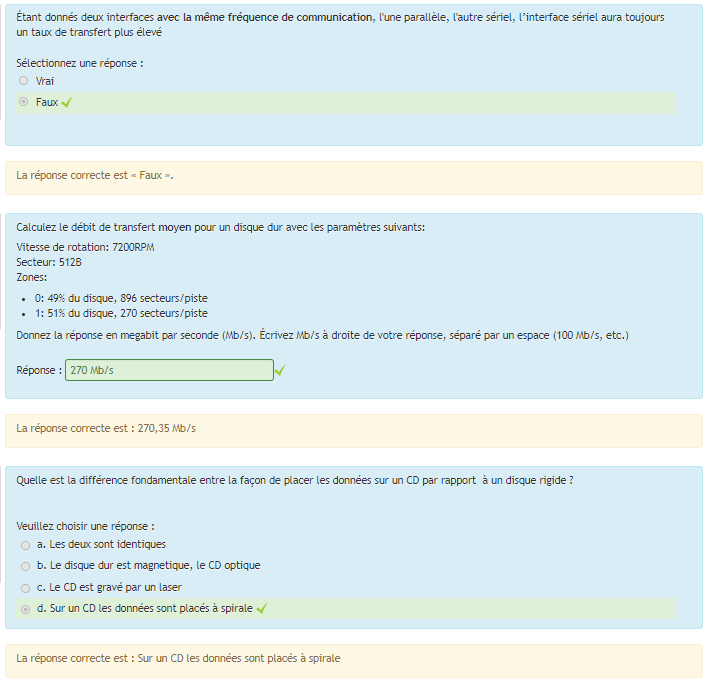 Étant donnés deux interfaces avec la même fréquence de communication, l'une parallèle, l'autre sériel, l'interface sériel aura toujours
un taux de transfert plus élevé
Sélectionnez une réponse :
Vrai
Faux
La réponse correcte est « Faux ».
Calculez le débit de transfert moyen pour un disque dur avec les paramètres suivants:
Vitesse de rotation: 7200RPM
Secteur: 512B
Zones:
• 0: 49% du disque, 896 secteurs/piste
• 1: 51% du disque, 270 secteurs/piste
Donnez la réponse en megabit par seconde (Mb/s). Écrivez Mb/s à droite de votre réponse, séparé par un espace (100 Mb/s, etc.)
Réponse : 270 Mb/s
La réponse correcte est : 270,35 Mb/s
Quelle est la différence fondamentale entre la façon de placer les données sur un CD par rapport à un disque rigide ?
Veuillez choisir une réponse :
a. Les deux sont identiques
b. Le disque dur est magnetique, le CD optique
c. Le CD est gravé par un laser
d. Sur un CD les données sont placés à spirale
La réponse correcte est : Sur un CD les données sont placés à spirale